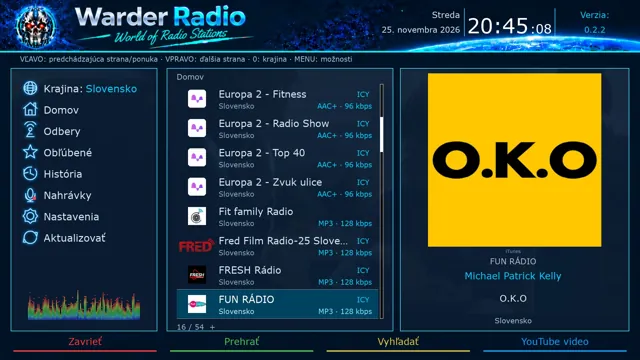 Warder Radio
World of Radio Stations
Streda
25. novembra 2026
20:45:08
Verzia:
0.2.2
VĽAVO: predchádzajúca strana/ponuka · VPRAVO: ďalšia strana · 0: krajina · MENU: možnosti
Krajina: Slovensko
Domov
Odbery
Obľúbené
História
Nahrávky
Nastavenia
Aktualizovať
Domov
Europa 2 - Fitness ICY
Slovensko AAC+ · 96 kbps
Europa 2 - Radio Show ICY
Slovensko AAC+ · 96 kbps
Europa 2 - Top 40 ICY
Slovensko AAC+ · 96 kbps
Europa 2 - Zvuk ulice ICY
Slovensko AAC+ · 96 kbps
Fit family Radio
Slovensko MP3 · 128 kbps
FRED
Fred Film Radio-25 Slove... ICY
Slovensko MP3 · 128 kbps
FRESH
FRESH Rádio ICY
Slovensko MP3 · 128 kbps
FUN RÁDIO ICY
Slovensko MP3 · 128 kbps
16 / 54 +
O.K.O
iTunes
FUN RÁDIO
Michael Patrick Kelly
O.K.O
Slovensko
Zavrieť
Prehrať
Vyhľadať
YouTube video